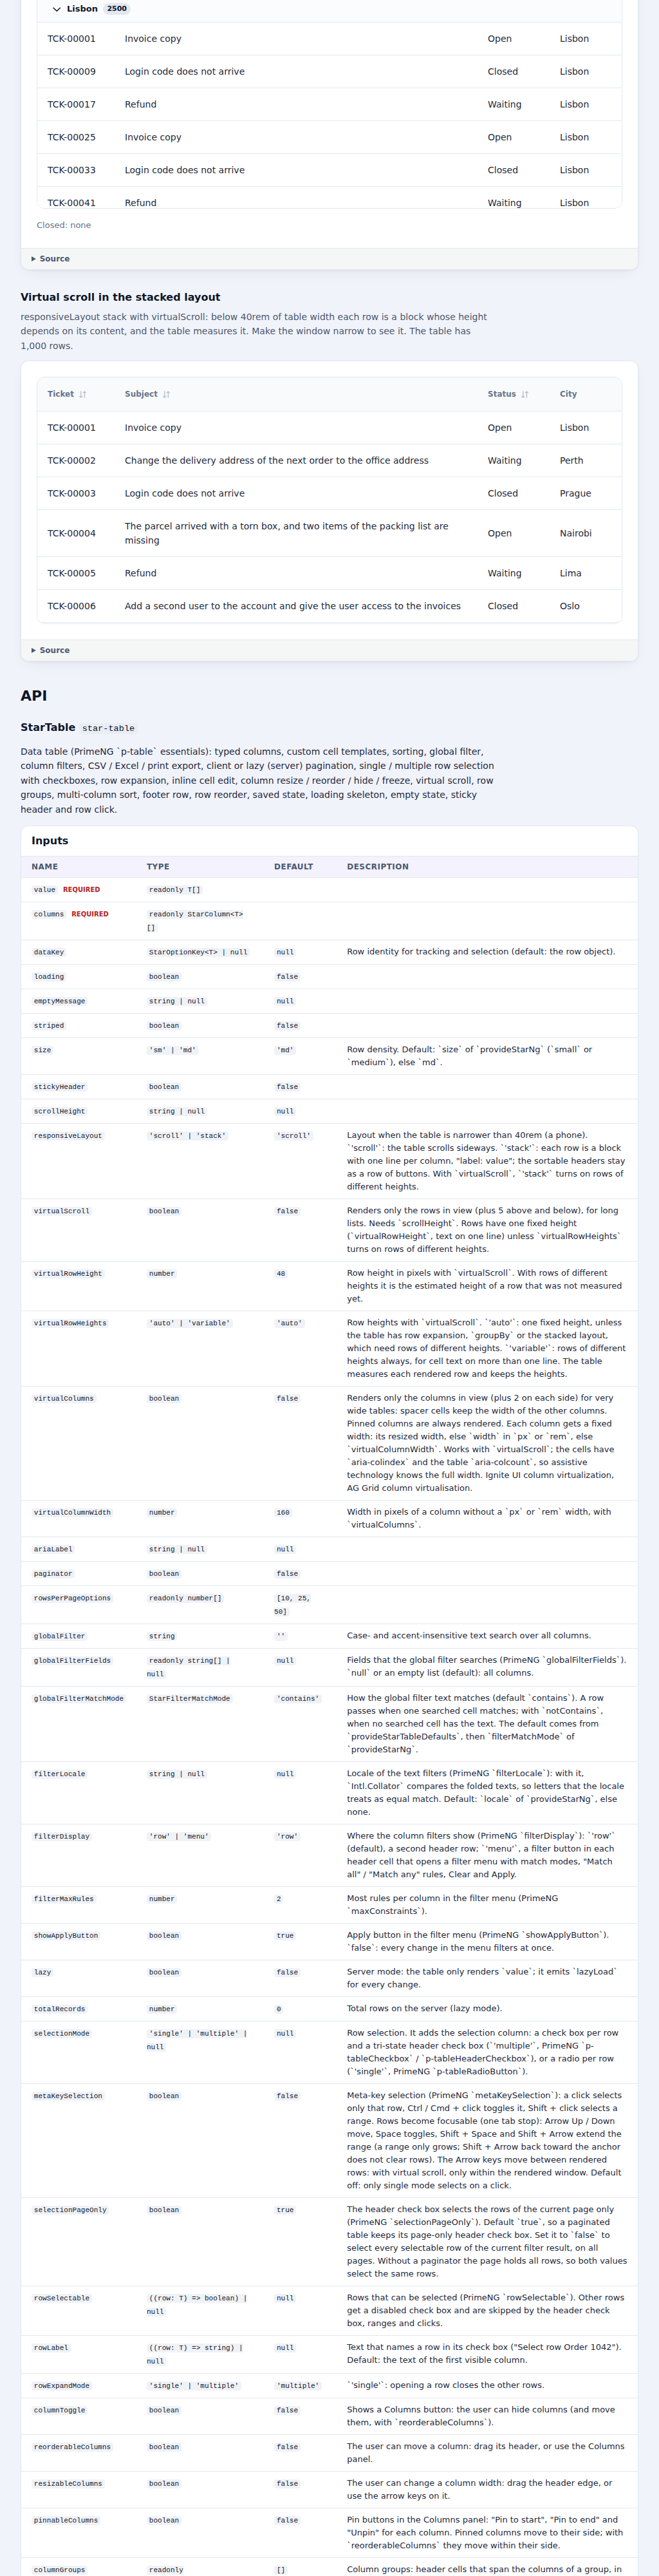 Lisbon 2500
TCK-00001 Invoice copy Open Lisbon
TCK-00009 Login code does not arrive Closed Lisbon
TCK-00017 Refund Waiting Lisbon
TCK-00025 Invoice copy Open Lisbon
TCK-00033 Login code does not arrive Closed Lisbon
TCK-00041 Refund Waiting Lisbon
Closed: none
Source
Virtual scroll in the stacked layout
responsiveLayout stack with virtualScroll: below 40rem of table width each row is a block whose height
depends on its content, and the table measures it. Make the window narrow to see it. The table has
1,000 rows.
Ticket Subject Status City
TCK-00001 Invoice copy Open Lisbon
TCK-00002 Change the delivery address of the next order to the office address Waiting Perth
TCK-00003 Login code does not arrive Closed Prague
TCK-00004 The parcel arrived with a torn box, and two items of the packing list are Open Nairobi
missing
TCK-00005 Refund Waiting Lima
TCK-00006 Add a second user to the account and give the user access to the invoices Closed Oslo
Source
API
StarTable star-table
Data table (PrimeNG `p-table` essentials): typed columns, custom cell templates, sorting, global filter,
column filters, CSV / Excel / print export, client or lazy (server) pagination, single / multiple row selection
with checkboxes, row expansion, inline cell edit, column resize / reorder / hide / freeze, virtual scroll, row
groups, multi-column sort, footer row, row reorder, saved state, loading skeleton, empty state, sticky
header and row click.
Inputs
NAME TYPE DEFAULT DESCRIPTION
value REQUIRED readonly T[]
columns REQUIRED readonly StarColumn<T>
[]
dataKey StarOptionKey<T> | null null Row identity for tracking and selection (default: the row object).
loading boolean false
emptyMessage string | null null
striped boolean false
size 'sm' | 'md' 'md' Row density. Default: `size` of `provideStarNg` (`small` or
`medium`), else `md`.
stickyHeader boolean false
scrollHeight string | null null
responsiveLayout 'scroll' | 'stack' 'scroll' Layout when the table is narrower than 40rem (a phone).
`'scroll'`: the table scrolls sideways. `'stack'`: each row is a block
with one line per column, "label: value"; the sortable headers stay
as a row of buttons. With `virtualScroll`, `'stack'` turns on rows of
different heights.
virtualScroll boolean false Renders only the rows in view (plus 5 above and below), for long
lists. Needs `scrollHeight`. Rows have one fixed height
(`virtualRowHeight`, text on one line) unless `virtualRowHeights`
turns on rows of different heights.
virtualRowHeight number 48 Row height in pixels with `virtualScroll`. With rows of different
heights it is the estimated height of a row that was not measured
yet.
virtualRowHeights 'auto' | 'variable' 'auto' Row heights with `virtualScroll`. `'auto'`: one fixed height, unless
the table has row expansion, `groupBy` or the stacked layout,
which need rows of different heights. `'variable'`: rows of different
heights always, for cell text on more than one line. The table
measures each rendered row and keeps the heights.
virtualColumns boolean false Renders only the columns in view (plus 2 on each side) for very
wide tables: spacer cells keep the width of the other columns.
Pinned columns are always rendered. Each column gets a fixed
width: its resized width, else `width` in `px` or `rem`, else
`virtualColumnWidth`. Works with `virtualScroll`; the cells have
`aria-colindex` and the table `aria-colcount`, so assistive
technology knows the full width. Ignite UI column virtualization,
AG Grid column virtualisation.
virtualColumnWidth number 160 Width in pixels of a column without a `px` or `rem` width, with
`virtualColumns`.
ariaLabel string | null null
paginator boolean false
rowsPerPageOptions readonly number[] [10, 25,
50]
globalFilter string '' Case- and accent-insensitive text search over all columns.
globalFilterFields readonly string[] | null Fields that the global filter searches (PrimeNG `globalFilterFields`).
null `null` or an empty list (default): all columns.
globalFilterMatchMode StarFilterMatchMode 'contains' How the global filter text matches (default `contains`). A row
passes when one searched cell matches; with `notContains`,
when no searched cell has the text. The default comes from
`provideStarTableDefaults`, then `filterMatchMode` of
`provideStarNg`.
filterLocale string | null null Locale of the text filters (PrimeNG `filterLocale`): with it,
`Intl.Collator` compares the folded texts, so letters that the locale
treats as equal match. Default: `locale` of `provideStarNg`, else
none.
filterDisplay 'row' | 'menu' 'row' Where the column filters show (PrimeNG `filterDisplay`): `'row'`
(default), a second header row; `'menu'`, a filter button in each
header cell that opens a filter menu with match modes, "Match
all" / "Match any" rules, Clear and Apply.
filterMaxRules number 2 Most rules per column in the filter menu (PrimeNG
`maxConstraints`).
showApplyButton boolean true Apply button in the filter menu (PrimeNG `showApplyButton`).
`false`: every change in the menu filters at once.
lazy boolean false Server mode: the table only renders `value`; it emits `lazyLoad`
for every change.
totalRecords number 0 Total rows on the server (lazy mode).
selectionMode 'single' | 'multiple' | null Row selection. It adds the selection column: a check box per row
null and a tri-state header check box (`'multiple'`, PrimeNG `p-
tableCheckbox` / `p-tableHeaderCheckbox`), or a radio per row
(`'single'`, PrimeNG `p-tableRadioButton`).
metaKeySelection boolean false Meta-key selection (PrimeNG `metaKeySelection`): a click selects
only that row, Ctrl / Cmd + click toggles it, Shift + click selects a
range. Rows become focusable (one tab stop): Arrow Up / Down
move, Space toggles, Shift + Space and Shift + Arrow extend the
range (a range only grows; Shift + Arrow back toward the anchor
does not clear rows). The Arrow keys move between rendered
rows: with virtual scroll, only within the rendered window. Default
off: only single mode selects on a click.
selectionPageOnly boolean true The header check box selects the rows of the current page only
(PrimeNG `selectionPageOnly`). Default `true`, so a paginated
table keeps its page-only header check box. Set it to `false` to
select every selectable row of the current filter result, on all
pages. Without a paginator the page holds all rows, so both values
select the same rows.
rowSelectable ((row: T) => boolean) | null Rows that can be selected (PrimeNG `rowSelectable`). Other rows
null get a disabled check box and are skipped by the header check
box, ranges and clicks.
rowLabel ((row: T) => string) | null Text that names a row in its check box ("Select row Order 1042").
null Default: the text of the first visible column.
rowExpandMode 'single' | 'multiple' 'multiple' `'single'`: opening a row closes the other rows.
columnToggle boolean false Shows a Columns button: the user can hide columns (and move
them, with `reorderableColumns`).
reorderableColumns boolean false The user can move a column: drag its header, or use the Columns
panel.
resizableColumns boolean false The user can change a column width: drag the header edge, or
use the arrow keys on it.
pinnableColumns boolean false Pin buttons in the Columns panel: "Pin to start", "Pin to end" and
"Unpin" for each column. Pinned columns move to their side; with
`reorderableColumns` they move within their side.
columnGroups readonly [] Column groups: header cells that span the columns of a group, in